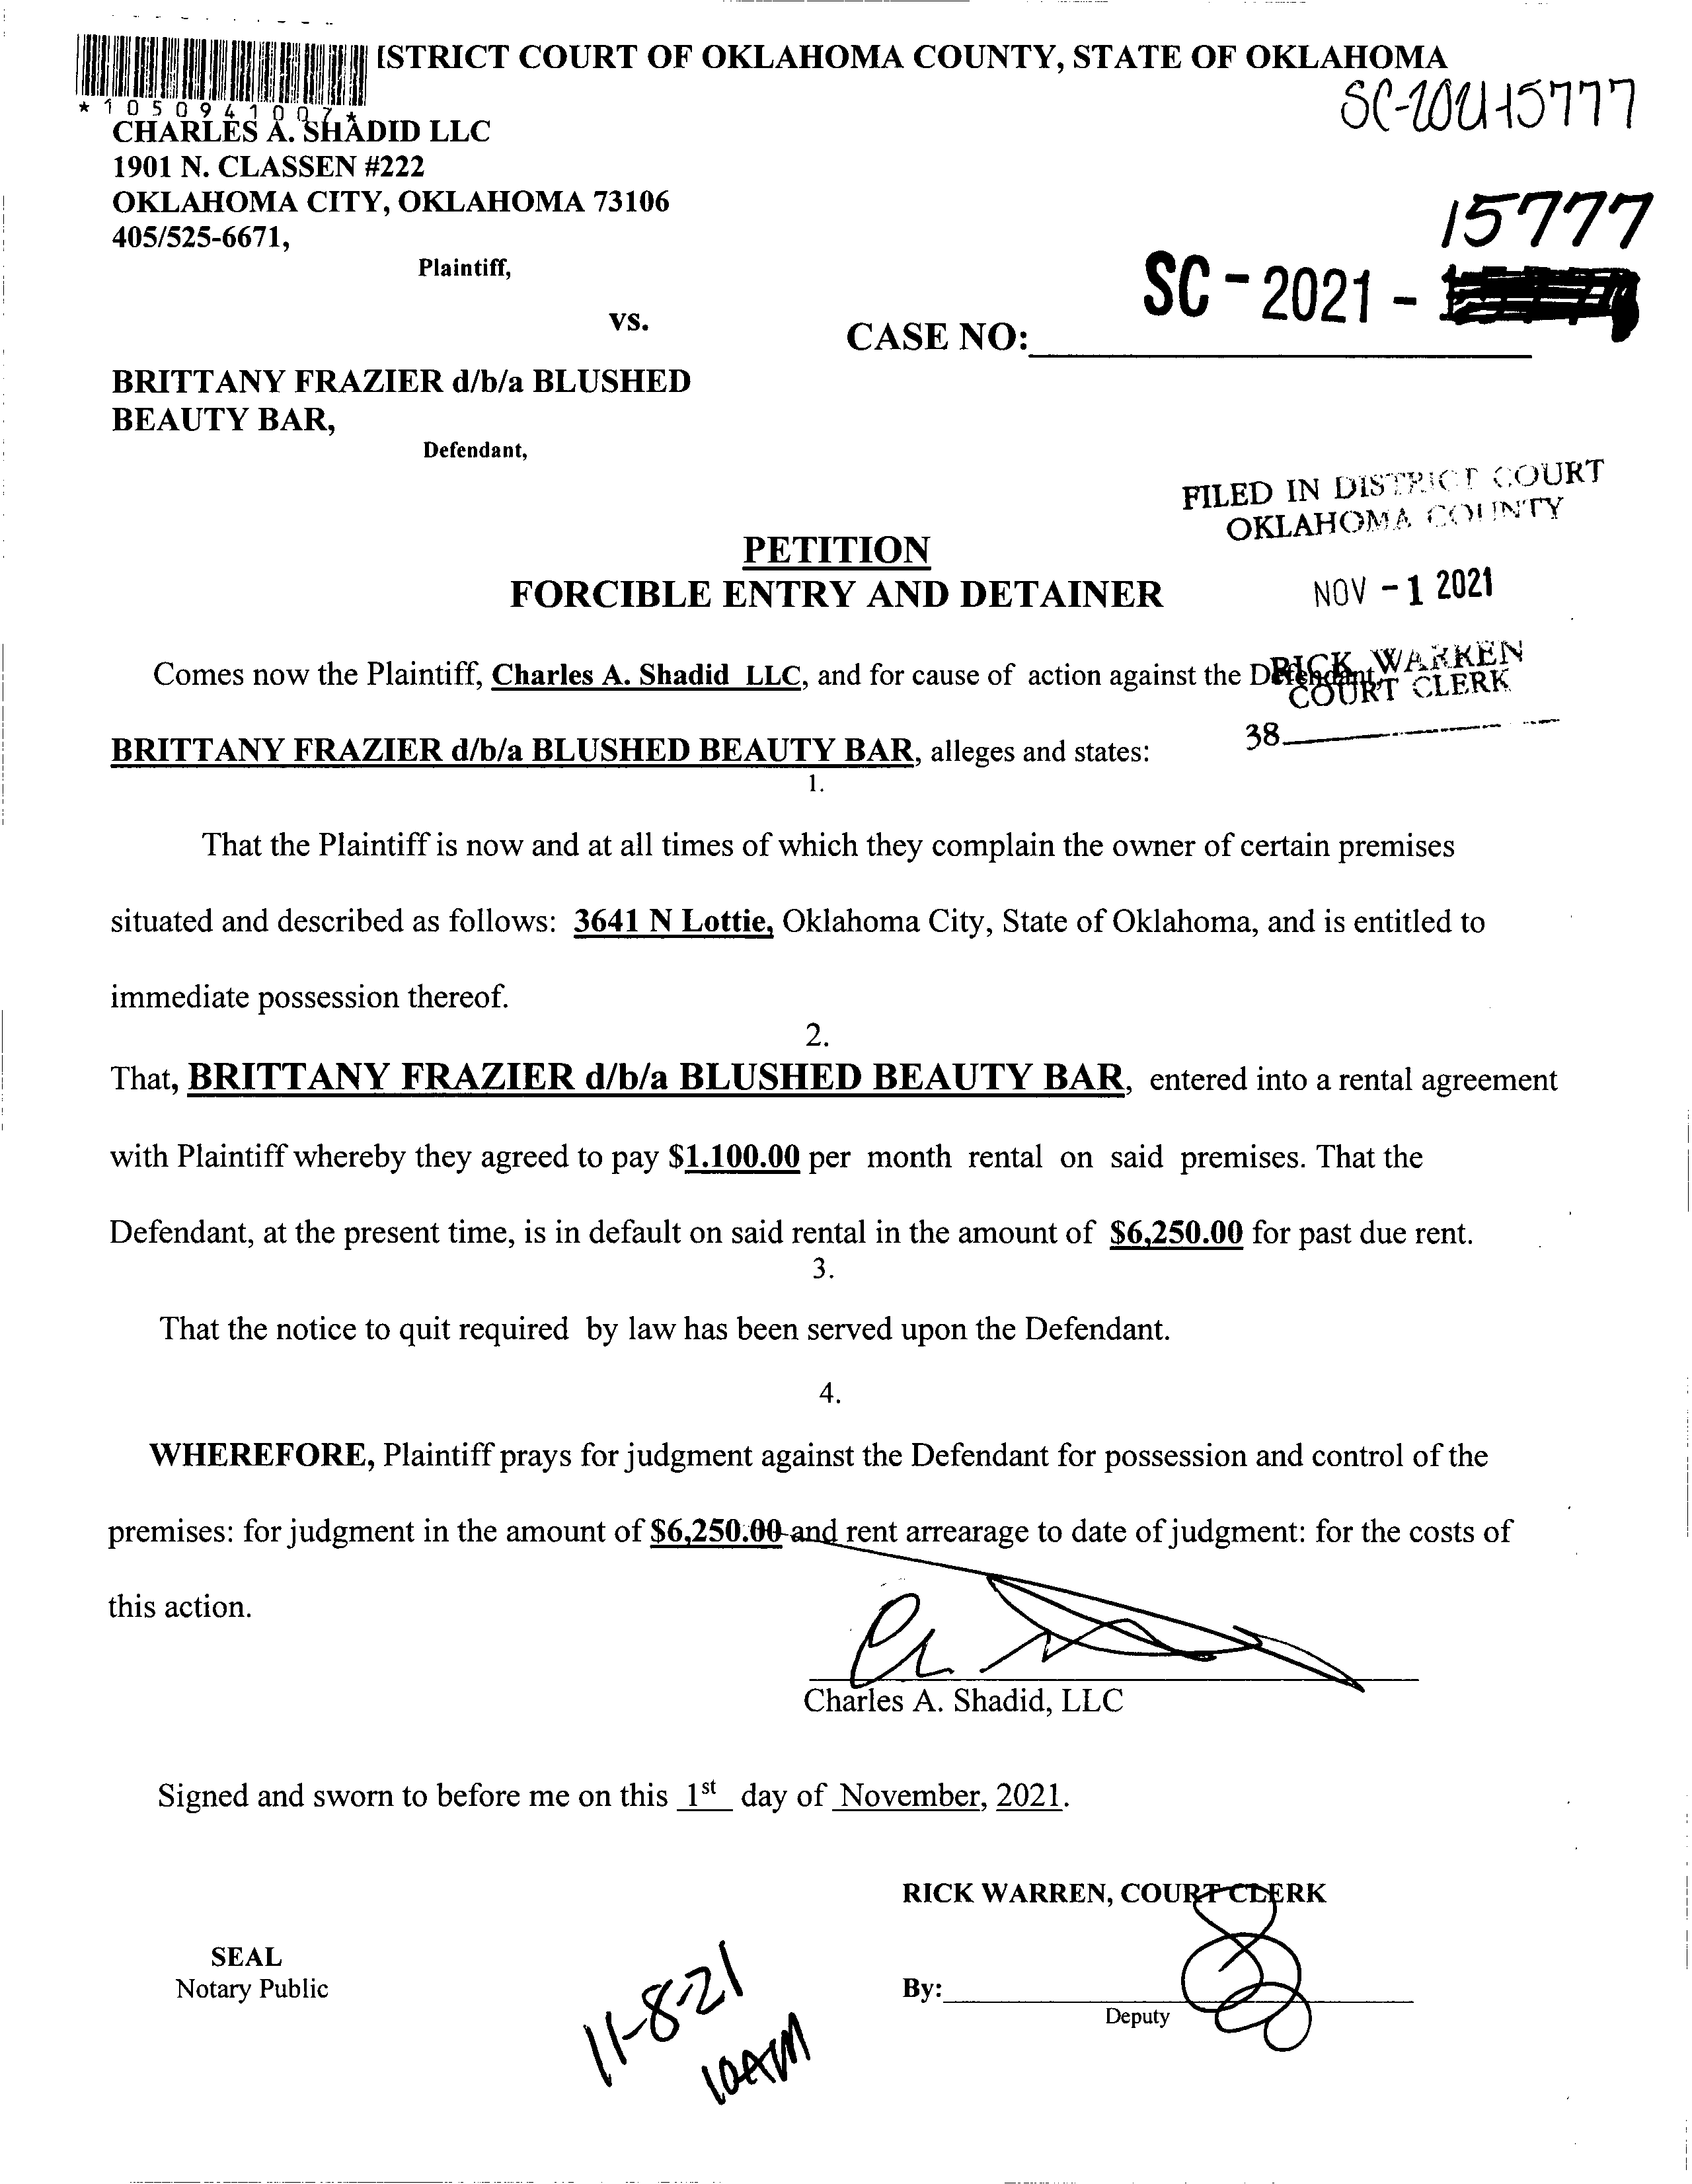 ISTRICT COURT OF OKLAHOMA COUNTY, STATE OF OKLAHOMA
*1050941007*
SC-2021-15777
CHARLES A. SHADID LLC
1901 N. CLASSEN #222
OKLAHOMA CITY, OKLAHOMA 73106
405/525-6671,
Plaintiff,
15777
SC - 2021 -
vs.
CASE NO:
BRITTANY FRAZIER d/b/a BLUSHED
BEAUTY BAR,
Defendant,
FILED IN DISTRICT COURT
OKLAHOMA COUNTY
PETITION
FORCIBLE ENTRY AND DETAINER
NOV - 1 2021
RICK WARREN
COURT CLERK
38
Comes now the Plaintiff, Charles A. Shadid LLC, and for cause of action against the Defendant,
BRITTANY FRAZIER d/b/a BLUSHED BEAUTY BAR, alleges and states:
1.
That the Plaintiff is now and at all times of which they complain the owner of certain premises
situated and described as follows: 3641 N Lottie, Oklahoma City, State of Oklahoma, and is entitled to
immediate possession thereof.
2.
That, BRITTANY FRAZIER d/b/a BLUSHED BEAUTY BAR, entered into a rental agreement
with Plaintiff whereby they agreed to pay $1.100.00 per month rental on said premises. That the
Defendant, at the present time, is in default on said rental in the amount of $6,250.00 for past due rent.
3.
That the notice to quit required by law has been served upon the Defendant.
4.
WHEREFORE, Plaintiff prays for judgment against the Defendant for possession and control of the
premises: for judgment in the amount of $6,250.00 and rent arrearage to date of judgment: for the costs of
this action.
Charles A. Shadid, LLC
Signed and sworn to before me on this 1st day of November, 2021.
RICK WARREN, COURT CLERK
SEAL
Notary Public
By:
Deputy
11-8-21
10AM